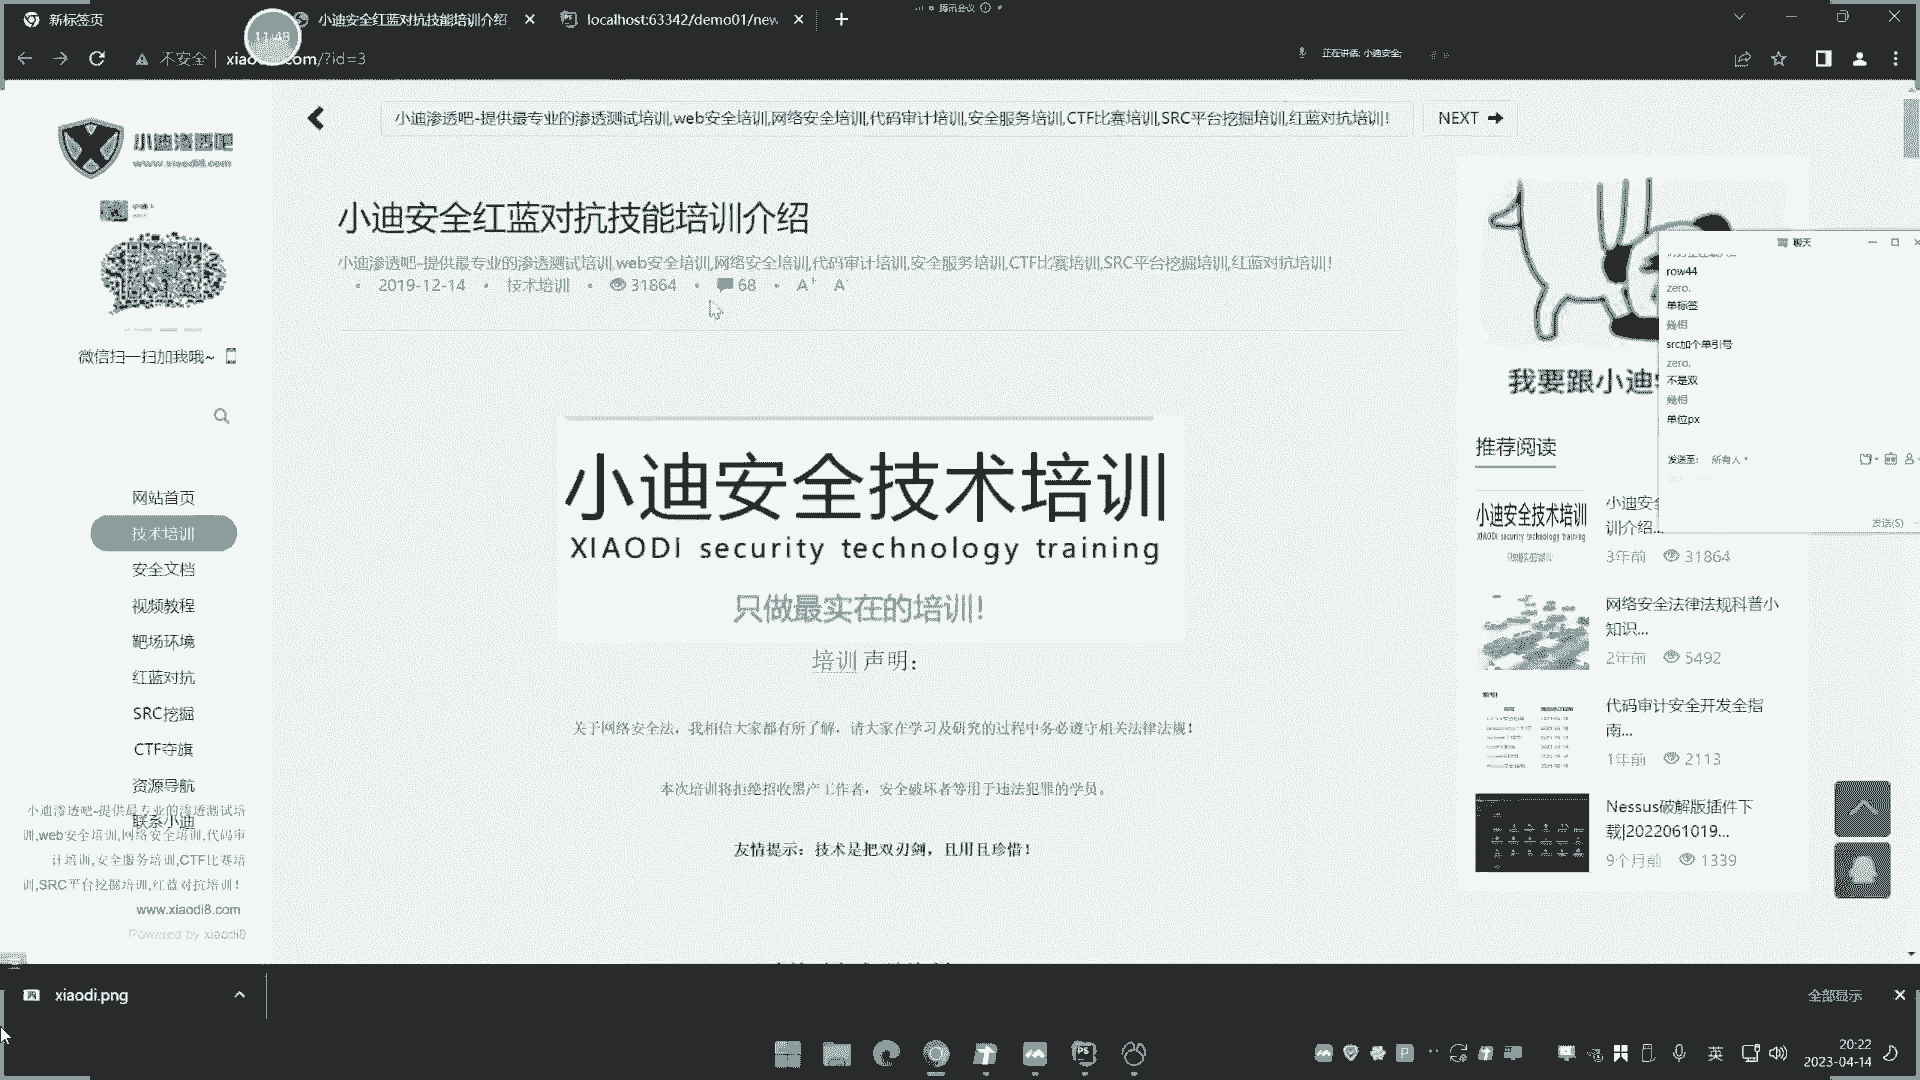 新标签页
小迪安全红蓝对抗技能培训介绍
localhost:63342/demo01/new
腾讯会议
11:48
不安全
xiao
om/?id=3
正在讲话: 小迪安全;
小迪渗透吧
www.xiaodi8.com
微信扫一扫加我哦~
网站首页
技术培训
安全文档
视频教程
靶场环境
红蓝对抗
SRC挖掘
CTF夺旗
资源导航
联系小迪
小迪渗透吧-提供最专业的渗透测试培
训,web安全培训,网络安全培训,代码审
计培训,安全服务培训,CTF比赛培
训,SRC平台挖掘培训,红蓝对抗培训!
www.xiaodi8.com
Powered by xiaodi8
小迪渗透吧-提供最专业的渗透测试培训,web安全培训,网络安全培训,代码审计培训,安全服务培训,CTF比赛培训,SRC平台挖掘培训,红蓝对抗培训!
NEXT
小迪安全红蓝对抗技能培训介绍
小迪渗透吧-提供最专业的渗透测试培训,web安全培训,网络安全培训,代码审计培训,安全服务培训,CTF比赛培训,SRC平台挖掘培训,红蓝对抗培训!
2019-12-14 技术培训 31864 68 A+ A
小迪安全技术培训
XIAODI security technology training
只做最实在的培训!
培训声明：
关于网络安全法，我相信大家都有所了解，请大家在学习及研究的过程中务必遵守相关法律法规！
本次培训将拒绝招收黑产工作者，安全破坏者等用于违法犯罪的学员。
友情提示：技术是把双刃剑，且用且珍惜！
我要跟小迪
推荐阅读
小迪安全技术培训
XIAODI security technology training
小迪安
训介绍...
3年前 31864
网络安全法律法规科普小
知识...
2年前 5492
代码审计安全开发全指
南...
1年前 2113
Nessus破解版插件下
载|2022061019...
9个月前 1339
聊天
row44
zero.
单标签
src加个单引号
zero.
不是双
单位px
发送至: 所有人
发送(S)
xiaodi.png
全部显示
英
20:22
2023-04-14